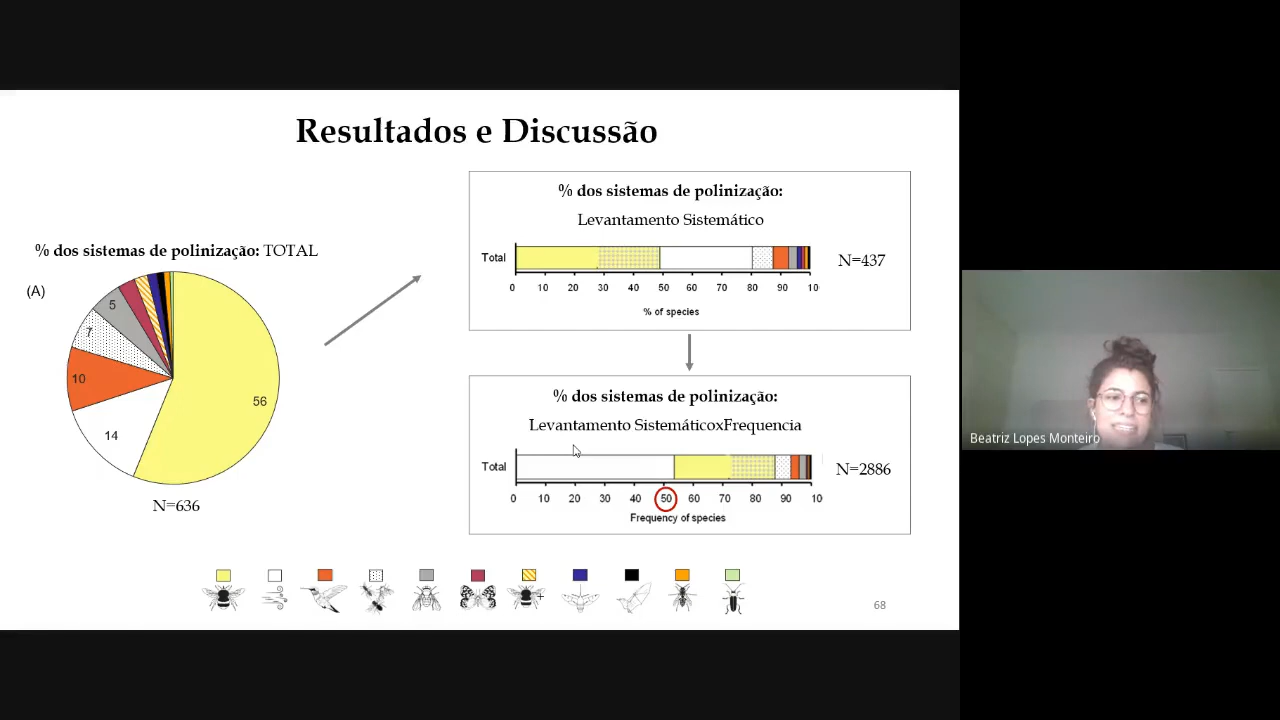 Resultados e Discussão
% dos sistemas de polinização: TOTAL
(A)
5
7
10
14
56
N=636
% dos sistemas de polinização:
Levantamento Sistemático
Total
N=437
0 10 20 30 40 50 60 70 80 90 10
% of species
% dos sistemas de polinização:
Levantamento SistemáticoxFrequencia
Total
N=2886
0 10 20 30 40 50 60 70 80 90 10
Frequency of species
68
Beatriz Lopes Monteiro